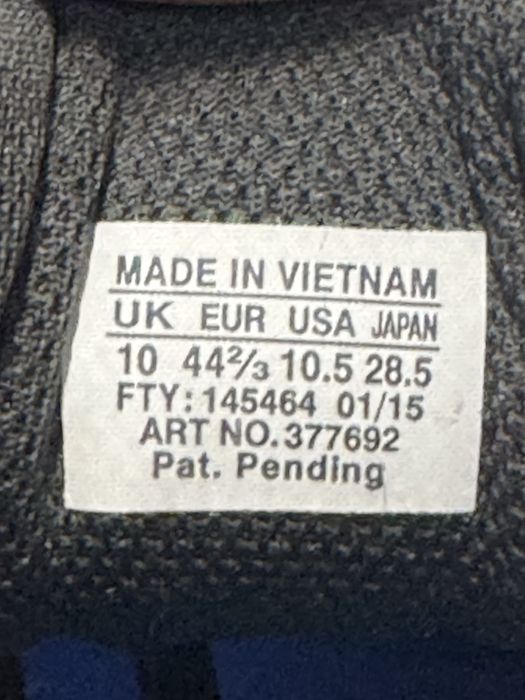 MADE IN VIETNAM
UK EUR USA JAPAN
10 44⅔ 10.5 28.5
FTY: 145464 01/15
ART NO. 377692
Pat. Pending